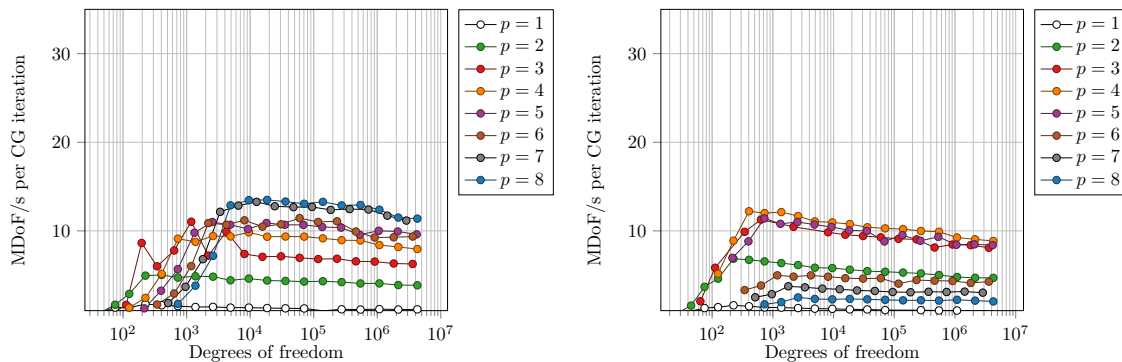 MDoF/s per CG iteration
30
20
10
10^2
10^3
10^4
10^5
10^6
10^7
Degrees of freedom
p = 1
p = 2
p = 3
p = 4
p = 5
p = 6
p = 7
p = 8
MDoF/s per CG iteration
30
20
10
10^2
10^3
10^4
10^5
10^6
10^7
Degrees of freedom
p = 1
p = 2
p = 3
p = 4
p = 5
p = 6
p = 7
p = 8